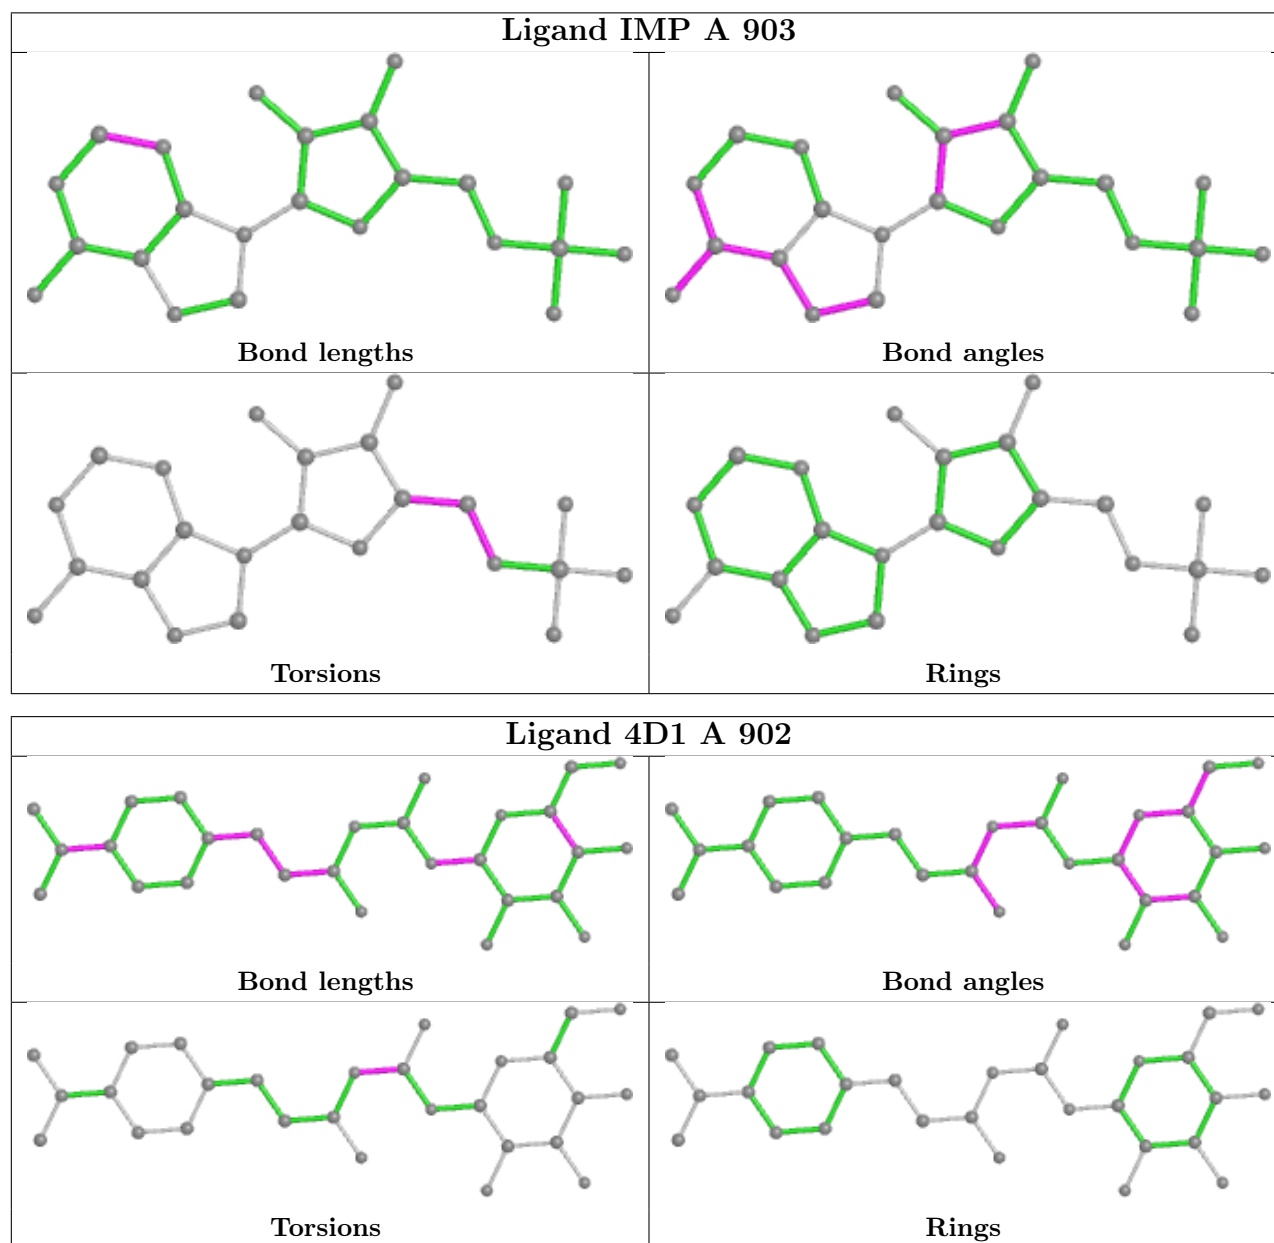 Ligand IMP A 903
Bond lengths
Bond angles
Torsions
Rings
Ligand 4D1 A 902
Bond lengths
Bond angles
Torsions
Rings